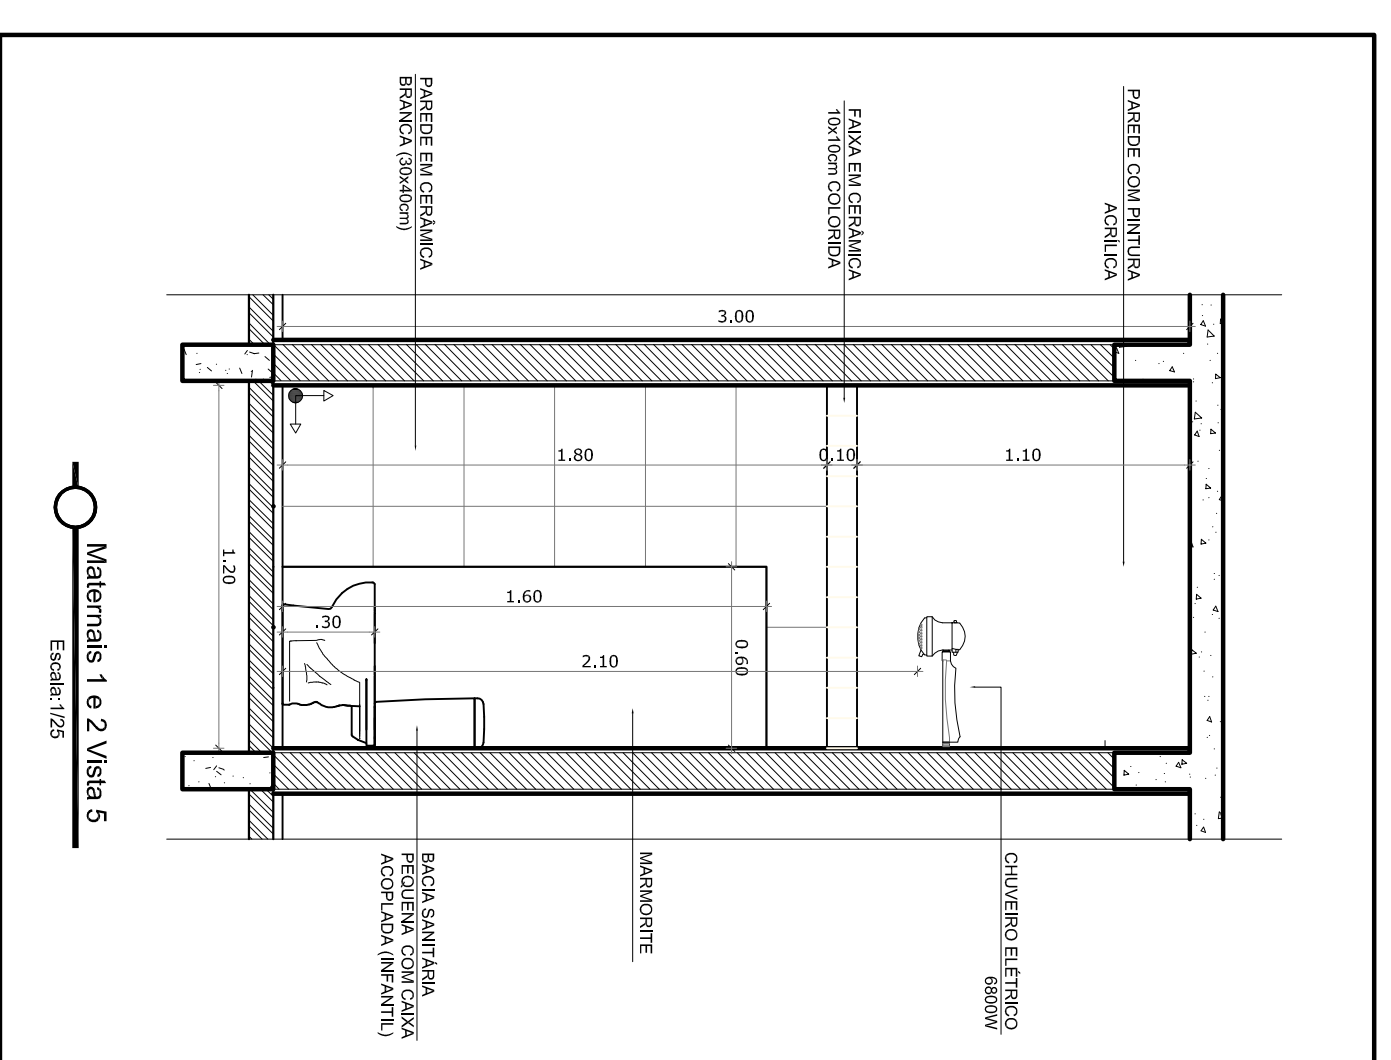 PAREDE COM PINTURA
ACRÍLICA
FAIXA EM CERÂMICA
10x10cm COLORIDA
PAREDE EM CERÂMICA
BRANCA (30x40cm)
3.00
1.80
0.10
1.10
1.20
1.60
.30
2.10
0.60
CHUVEIRO ELÉTRICO
6800W
MARMORITE
BACIA SANITÁRIA
PEQUENA COM CAIXA
ACOPLADA (INFANTIL)
Maternais 1 e 2 Vista 5
Escala:1/25